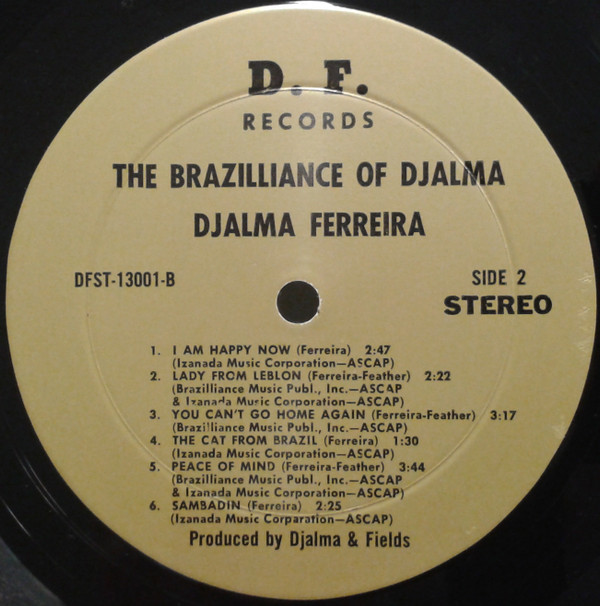 D. F.
RECORDS
THE BRAZILLIANCE OF DJALMA
DJALMA FERREIRA
DFST-13001-B
SIDE 2
STEREO
1. I AM HAPPY NOW (Ferreira) 2:47
(Izanada Music Corporation—ASCAP)
2. LADY FROM LEBLON (Ferreira-Feather) 2:22
(Brazilliance Music Publ., Inc.—ASCAP
& Izanada Music Corporation—ASCAP)
3. YOU CAN'T GO HOME AGAIN (Ferreira-Feather) 3:17
(Brazilliance Music Publ., Inc.—ASCAP)
4. THE CAT FROM BRAZIL (Ferreira) 1:30
(Izanada Music Corporation—ASCAP)
5. PEACE OF MIND (Ferreira-Feather) 3:44
(Brazilliance Music Publ., Inc.—ASCAP
& Izanada Music Corporation—ASCAP)
6. SAMBADIN (Ferreira) 2:25
(Izanada Music Corparation—ASCAP)
Produced by Djalma & Fields